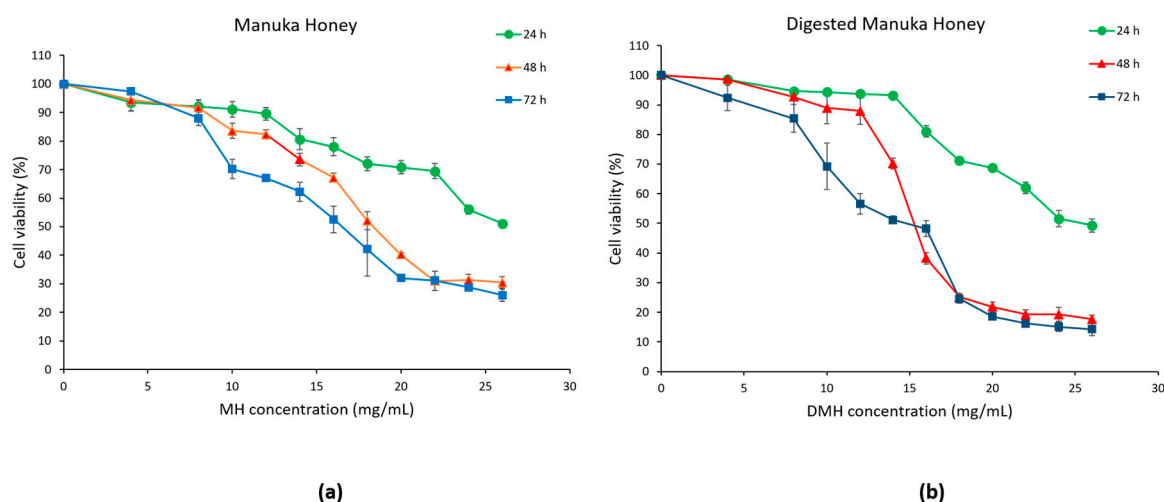 Manuka Honey
24 h
48 h
72 h
110
100
90
80
70
60
50
40
30
20
10
0
Cell viability (%)
0 5 10 15 20 25 30
MH concentration (mg/mL)
(a)
Digested Manuka Honey
24 h
48 h
72 h
110
100
90
80
70
60
50
40
30
20
10
0
Cell viability (%)
0 5 10 15 20 25 30
DMH concentration (mg/mL)
(b)